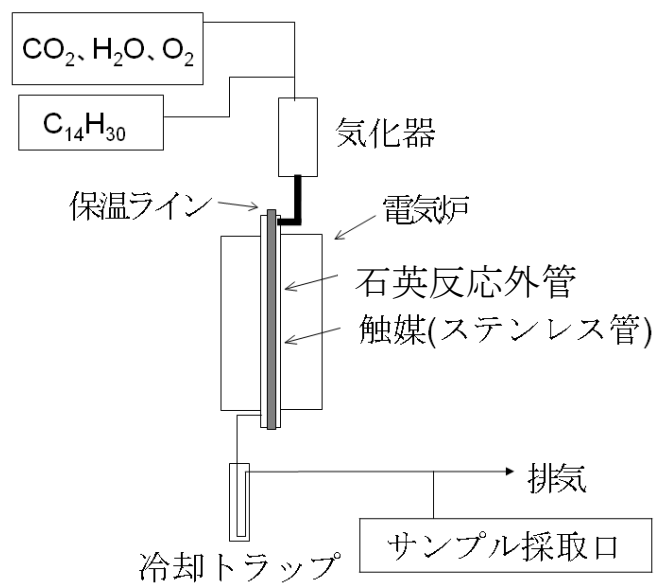 CO₂、H₂O、O₂
C₁₄H₃₀
気化器
保温ライン
電気炉
石英反応外管
触媒(ステンレス管)
排気
サンプル採取口
冷却トラップ